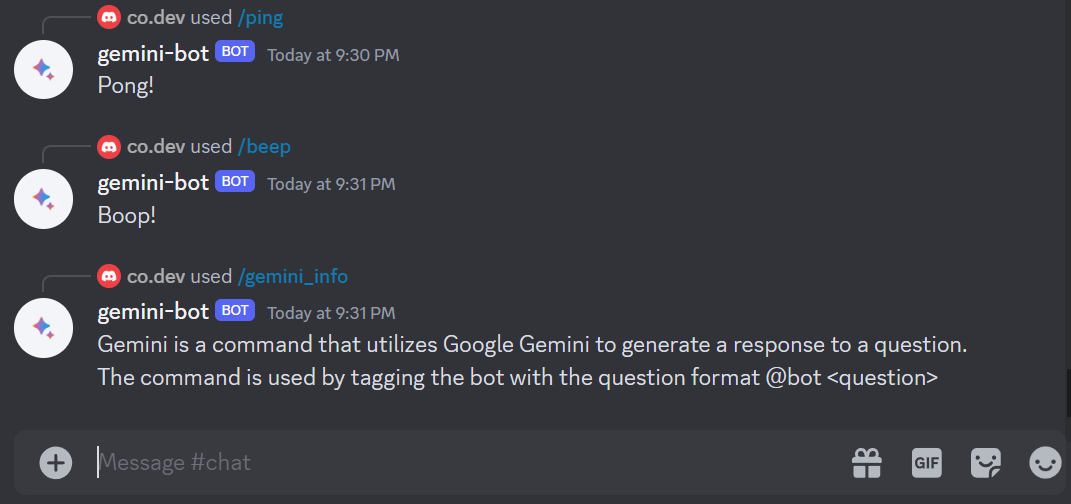 co.dev used /ping
gemini-bot BOT Today at 9:30 PM
Pong!
co.dev used /beep
gemini-bot BOT Today at 9:31 PM
Boop!
co.dev used /gemini_info
gemini-bot BOT Today at 9:31 PM
Gemini is a command that utilizes Google Gemini to generate a response to a question.
The command is used by tagging the bot with the question format @bot <question>
Message #chat
GIF